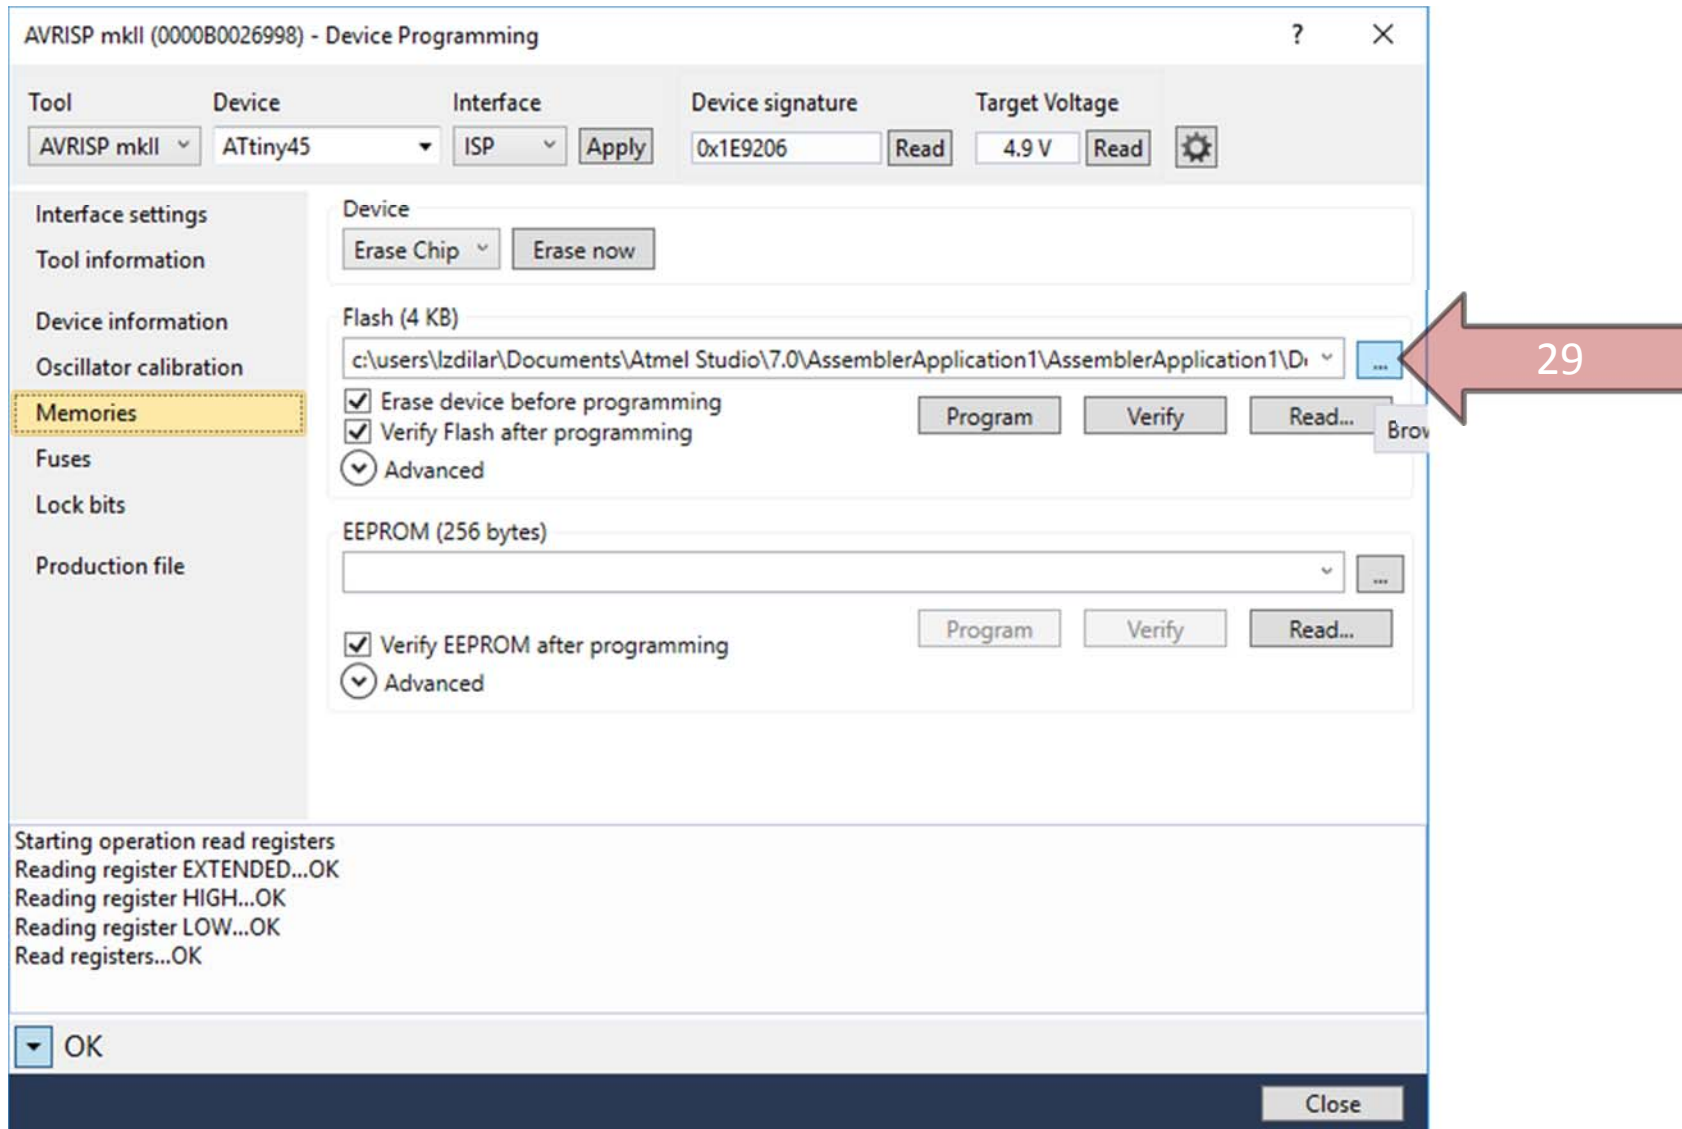 AVRISP mkII (0000B0026998) - Device Programming ?
Tool Device Interface Device signature Target Voltage
AVRISP mkII ATtiny45 ISP Apply 0x1E9206 Read 4.9 V Read
Interface settings
Tool information
Device information
Oscillator calibration
Memories
Fuses
Lock bits
Production file
Device
Erase Chip Erase now
Flash (4 KB)
c:\users\lzdilar\Documents\Atmel Studio\7.0\AssemblerApplication1\AssemblerApplication1\De ...
29
Erase device before programming
Verify Flash after programming
Program Verify Read...
Brow
Advanced
EEPROM (256 bytes)
...
Program Verify Read...
Verify EEPROM after programming
Advanced
Starting operation read registers
Reading register EXTENDED...OK
Reading register HIGH...OK
Reading register LOW...OK
Read registers...OK
OK
Close